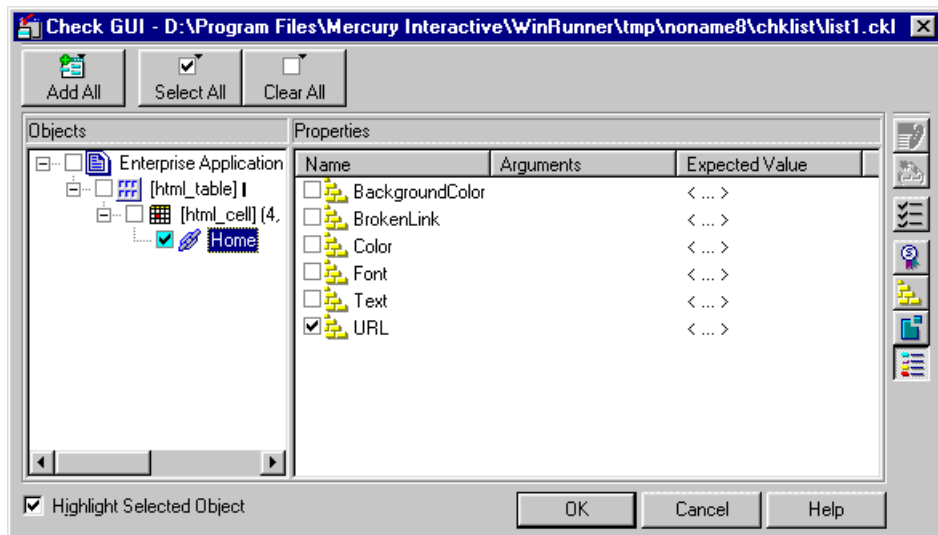 Check GUI - D:\Program Files\Mercury Interactive\WinRunner\tmp\noname8\chklist\list1.ckl
Add All Select All Clear All
Objects Properties
Name Arguments Expected Value
Enterprise Application
[html_table]
[html_cell] (4,
Home
BackgroundColor < ... >
BrokenLink < ... >
Color < ... >
Font < ... >
Text < ... >
URL < ... >
Highlight Selected Object
OK Cancel Help